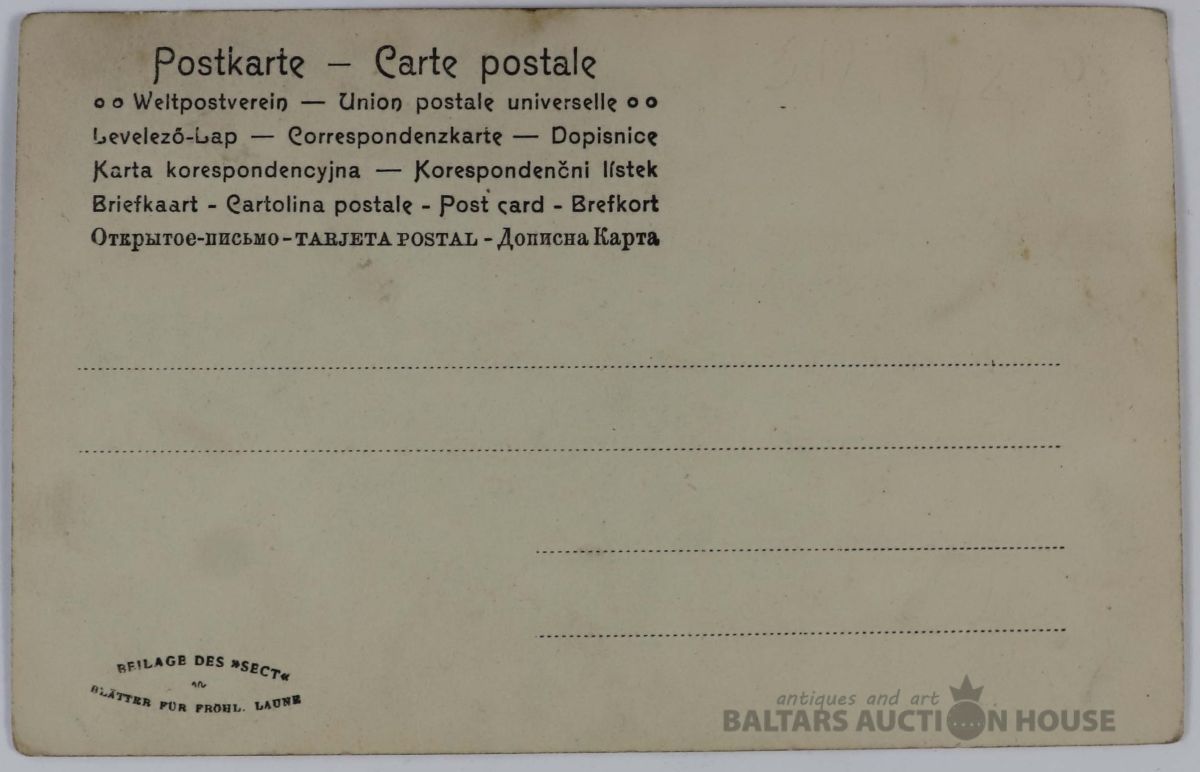 Postkarte — Carte postale
Weltpostverein — Union postale universelle
Levelező-Lap — Correspondenzkarte — Dopisnice
Karta korespondencyjna — Korespondenčni lístek
Briefkaart - Cartolina postale - Post card - Brefkort
Открытое-письмо - TARJETA POSTAL - Дописна Карта
BEILAGE DES »SECT«
BLÄTTER FÜR FRÖHL. LAUNE
antiques and art
BALTARS AUCTION HOUSE